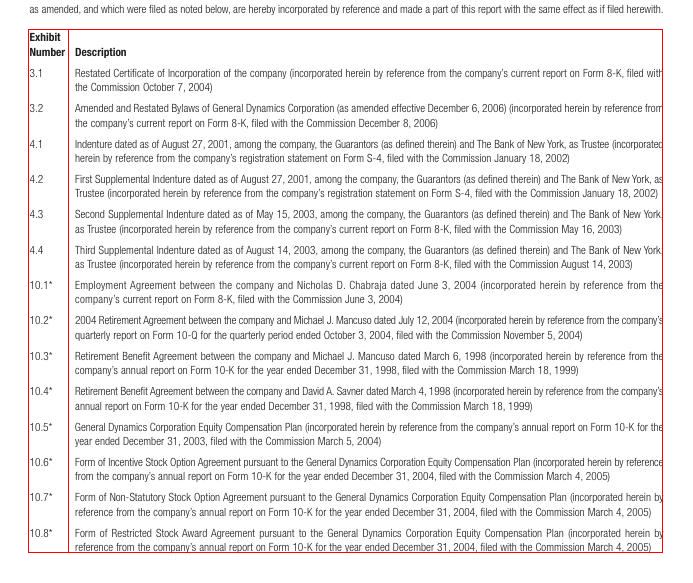 as amended, and which were filed as noted below, are hereby incorporated by reference and made a part of this report with the same effect as if filed herewith.
Exhibit
Number Description
3.1 Restated Certificate of Incorporation of the company (incorporated herein by reference from the company's current report on Form 8-K, filed with
the Commission October 7, 2004)
3.2 Amended and Restated Bylaws of General Dynamics Corporation (as amended effective December 6, 2006) (incorporated herein by reference from
the company's current report on Form 8-K, filed with the Commission December 8, 2006)
4.1 Indenture dated as of August 27, 2001, among the company, the Guarantors (as defined therein) and The Bank of New York, as Trustee (incorporated
herein by reference from the company's registration statement on Form S-4, filed with the Commission January 18, 2002)
4.2 First Supplemental Indenture dated as of August 27, 2001, among the company, the Guarantors (as defined therein) and The Bank of New York, as
Trustee (incorporated herein by reference from the company's registration statement on Form S-4, filed with the Commission January 18, 2002)
4.3 Second Supplemental Indenture dated as of May 15, 2003, among the company, the Guarantors (as defined therein) and The Bank of New York,
as Trustee (incorporated herein by reference from the company's current report on Form 8-K, filed with the Commission May 16, 2003)
4.4 Third Supplemental Indenture dated as of August 14, 2003, among the company, the Guarantors (as defined therein) and The Bank of New York,
as Trustee (incorporated herein by reference from the company's current report on Form 8-K, filed with the Commission August 14, 2003)
10.1* Employment Agreement between the company and Nicholas D. Chabraja dated June 3, 2004 (incorporated herein by reference from the
company's current report on Form 8-K, filed with the Commission June 3, 2004)
10.2* 2004 Retirement Agreement between the company and Michael J. Mancuso dated July 12, 2004 (incorporated herein by reference from the company's
quarterly report on Form 10-Q for the quarterly period ended October 3, 2004, filed with the Commission November 5, 2004)
10.3* Retirement Benefit Agreement between the company and Michael J. Mancuso dated March 6, 1998 (incorporated herein by reference from the
company's annual report on Form 10-K for the year ended December 31, 1998, filed with the Commission March 18, 1999)
10.4* Retirement Benefit Agreement between the company and David A. Savner dated March 4, 1998 (incorporated herein by reference from the company's
annual report on Form 10-K for the year ended December 31, 1998, filed with the Commission March 18, 1999)
10.5* General Dynamics Corporation Equity Compensation Plan (incorporated herein by reference from the company's annual report on Form 10-K for the
year ended December 31, 2003, filed with the Commission March 5, 2004)
10.6* Form of Incentive Stock Option Agreement pursuant to the General Dynamics Corporation Equity Compensation Plan (incorporated herein by reference
from the company's annual report on Form 10-K for the year ended December 31, 2004, filed with the Commission March 4, 2005)
10.7* Form of Non-Statutory Stock Option Agreement pursuant to the General Dynamics Corporation Equity Compensation Plan (incorporated herein by
reference from the company's annual report on Form 10-K for the year ended December 31, 2004, filed with the Commission March 4, 2005)
10.8* Form of Restricted Stock Award Agreement pursuant to the General Dynamics Corporation Equity Compensation Plan (incorporated herein by
reference from the company's annual report on Form 10-K for the year ended December 31, 2004, filed with the Commission March 4, 2005)